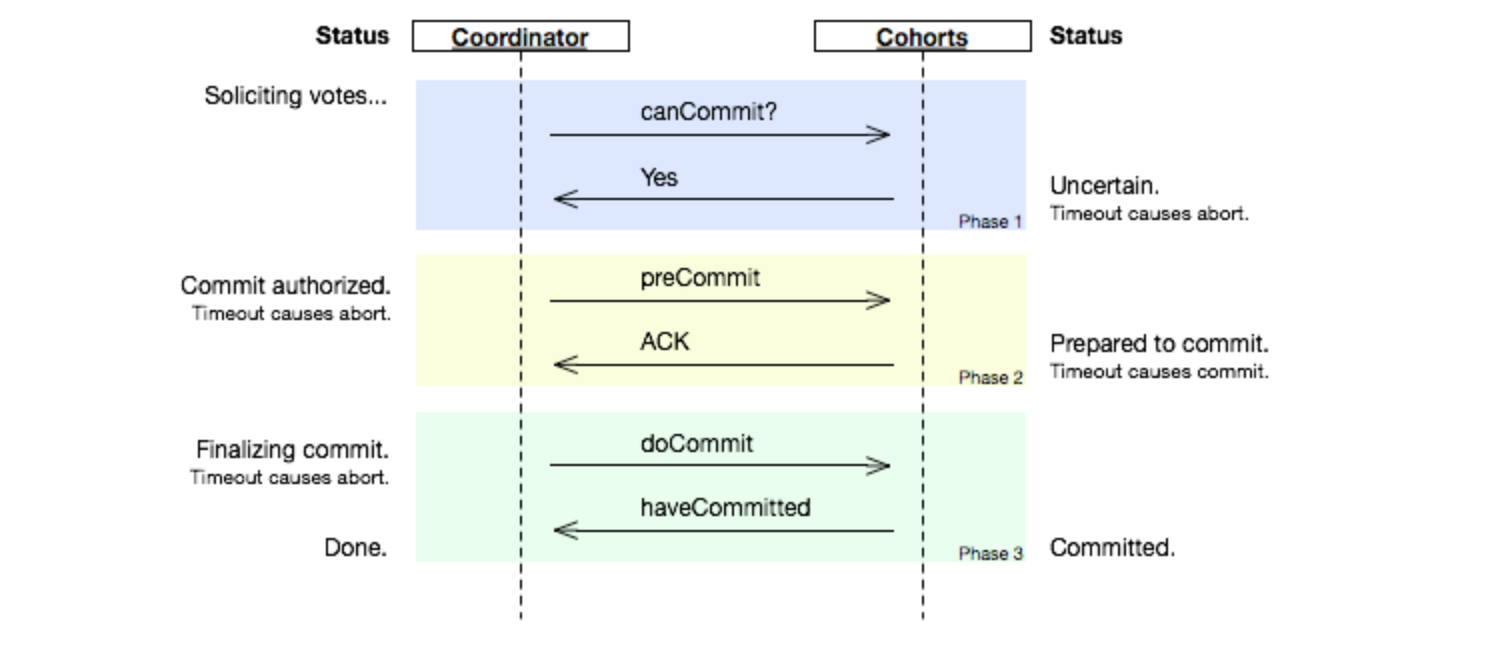 Status
Coordinator
Cohorts
Status
Soliciting votes...
canCommit?
Yes
Uncertain.
Timeout causes abort.
Phase 1
Commit authorized.
Timeout causes abort.
preCommit
ACK
Prepared to commit.
Timeout causes commit.
Phase 2
Finalizing commit.
Timeout causes abort.
doCommit
haveCommitted
Done.
Phase 3
Committed.